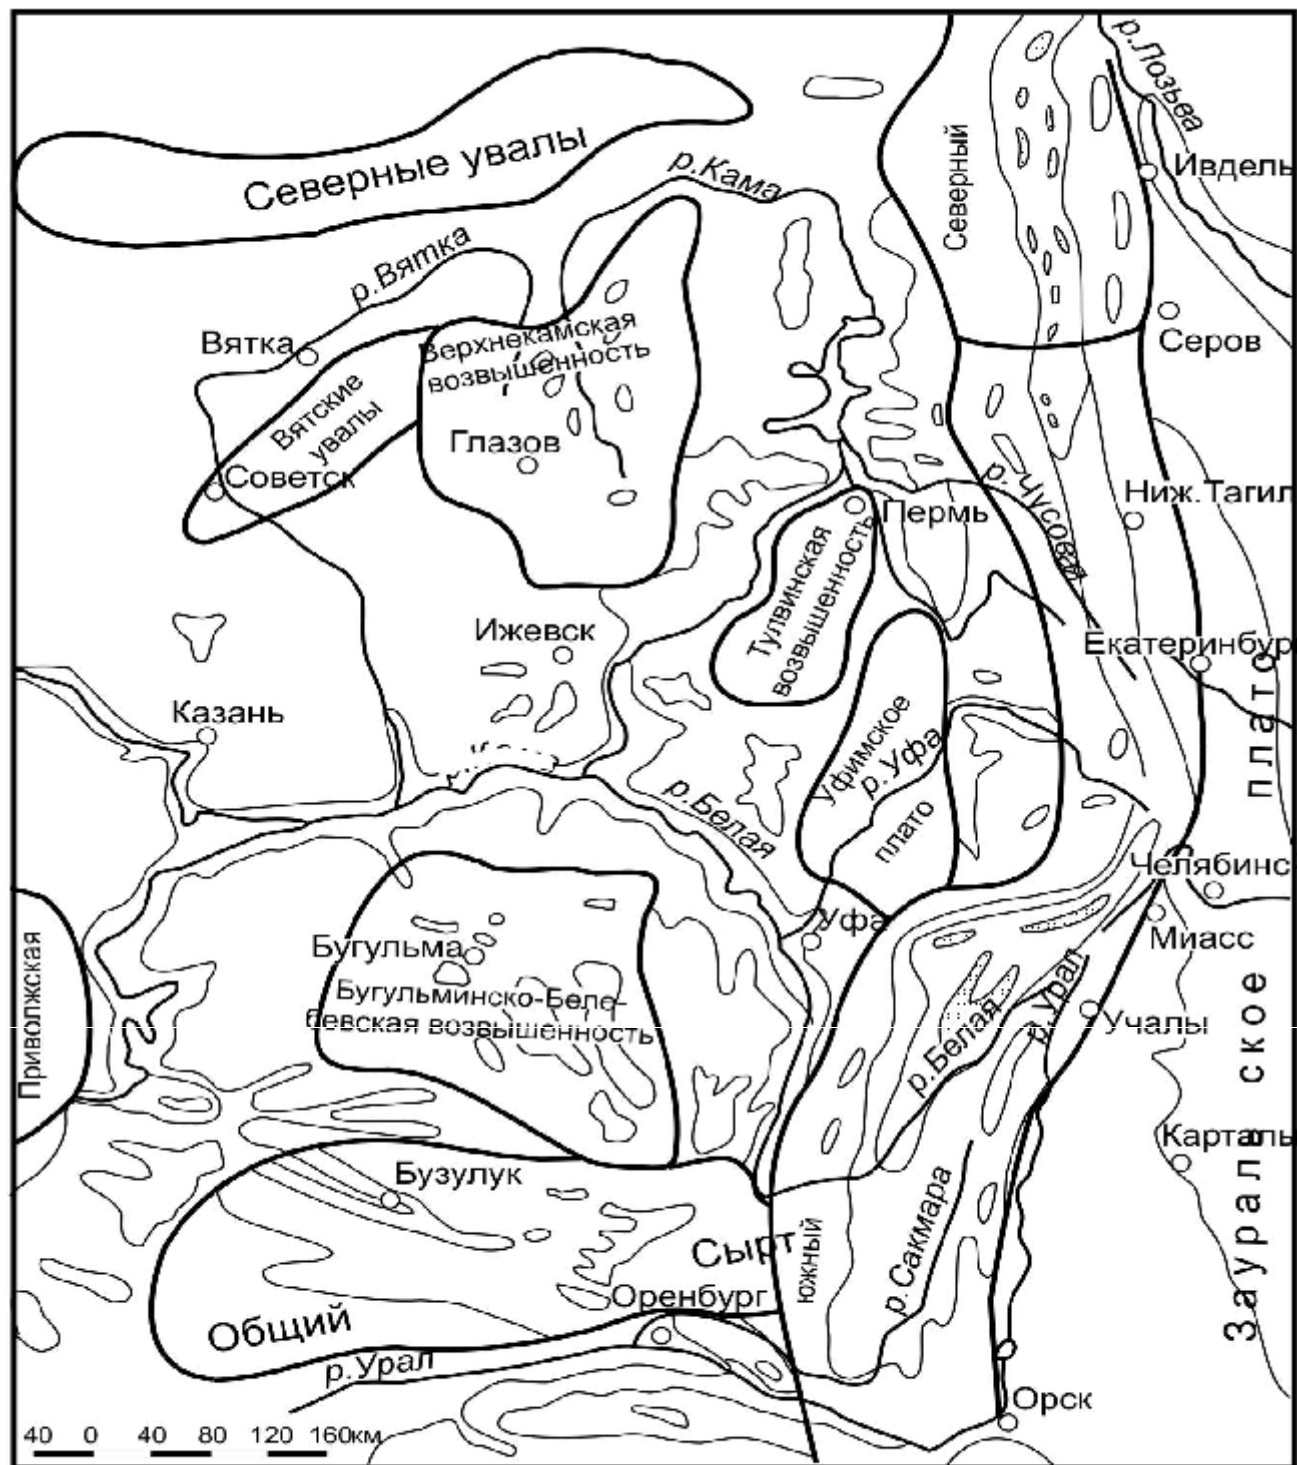 р.Лозьва
Северные увалы
Северный
р.Кама
Ивдель
р.Вятка
Вятка
Верхнекамская
возвышенность
Серов
Вятские
увалы
Глазов
Советск
р. Чусовая
Ниж.Тагил
Пермь
Тулвинская
возвышенность
Ижевск
Екатеринбур
Казань
Уфимское
плато
р.Уфа
р.Белая
Челябинс
Уфа
Миасс
Бугульма
Бугульминско-Беле-
бевская возвышенность
Приволжская
р.Белая
р.Урал
Учалы
Карталы
Бузулук
Сырт
южный
р.Сакмара
Оренбург
Общий
р.Урал
Орск
Зауральское
плато
40 0 40 80 120 160км